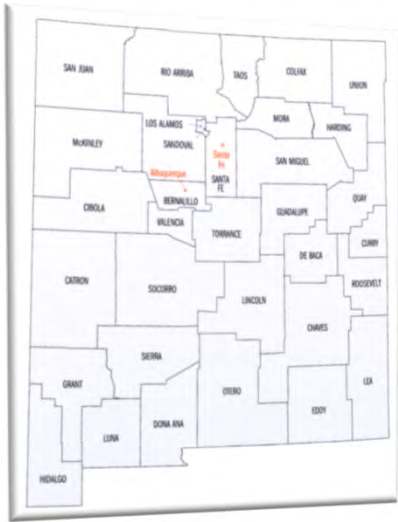 SAN JUAN
RIO ARRIBA
TAOS
COLFAX
UNION
LOS ALAMOS
MORA
HARDING
McKINLEY
SANDOVAL
Santa
Fe
SANTA
FE
SAN MIGUEL
Albuquerque
CIBOLA
BERNALILLO
VALENCIA
TORRANCE
GUADALUPE
QUAY
CURRY
DE BACA
ROOSEVELT
CATRON
SOCORRO
LINCOLN
CHAVES
SIERRA
GRANT
OTERO
LEA
EDDY
DONA ANA
LUNA
HIDALGO